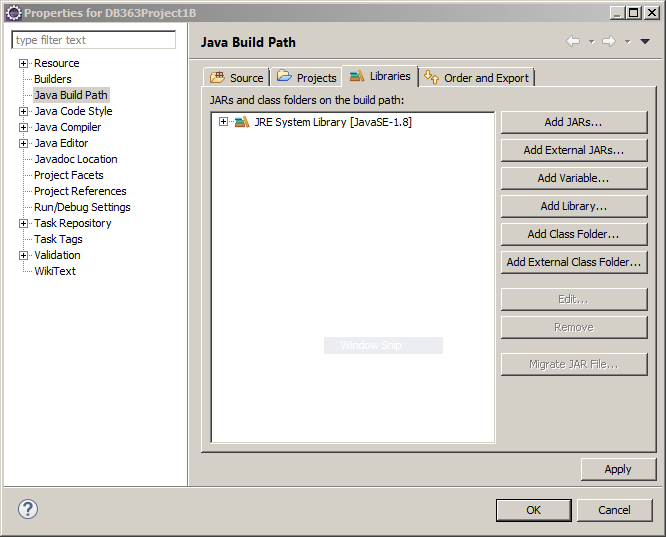 Properties for DB363Project1B
type filter text
Resource
Builders
Java Build Path
Java Code Style
Java Compiler
Java Editor
Javadoc Location
Project Facets
Project References
Run/Debug Settings
Task Repository
Task Tags
Validation
WikiText
Java Build Path
Source Projects Libraries Order and Export
JARs and class folders on the build path:
JRE System Library [JavaSE-1.8]
Window Snip
Add JARs...
Add External JARs...
Add Variable...
Add Library...
Add Class Folder...
Add External Class Folder...
Edit...
Remove
Migrate JAR File...
Apply
?
OK Cancel